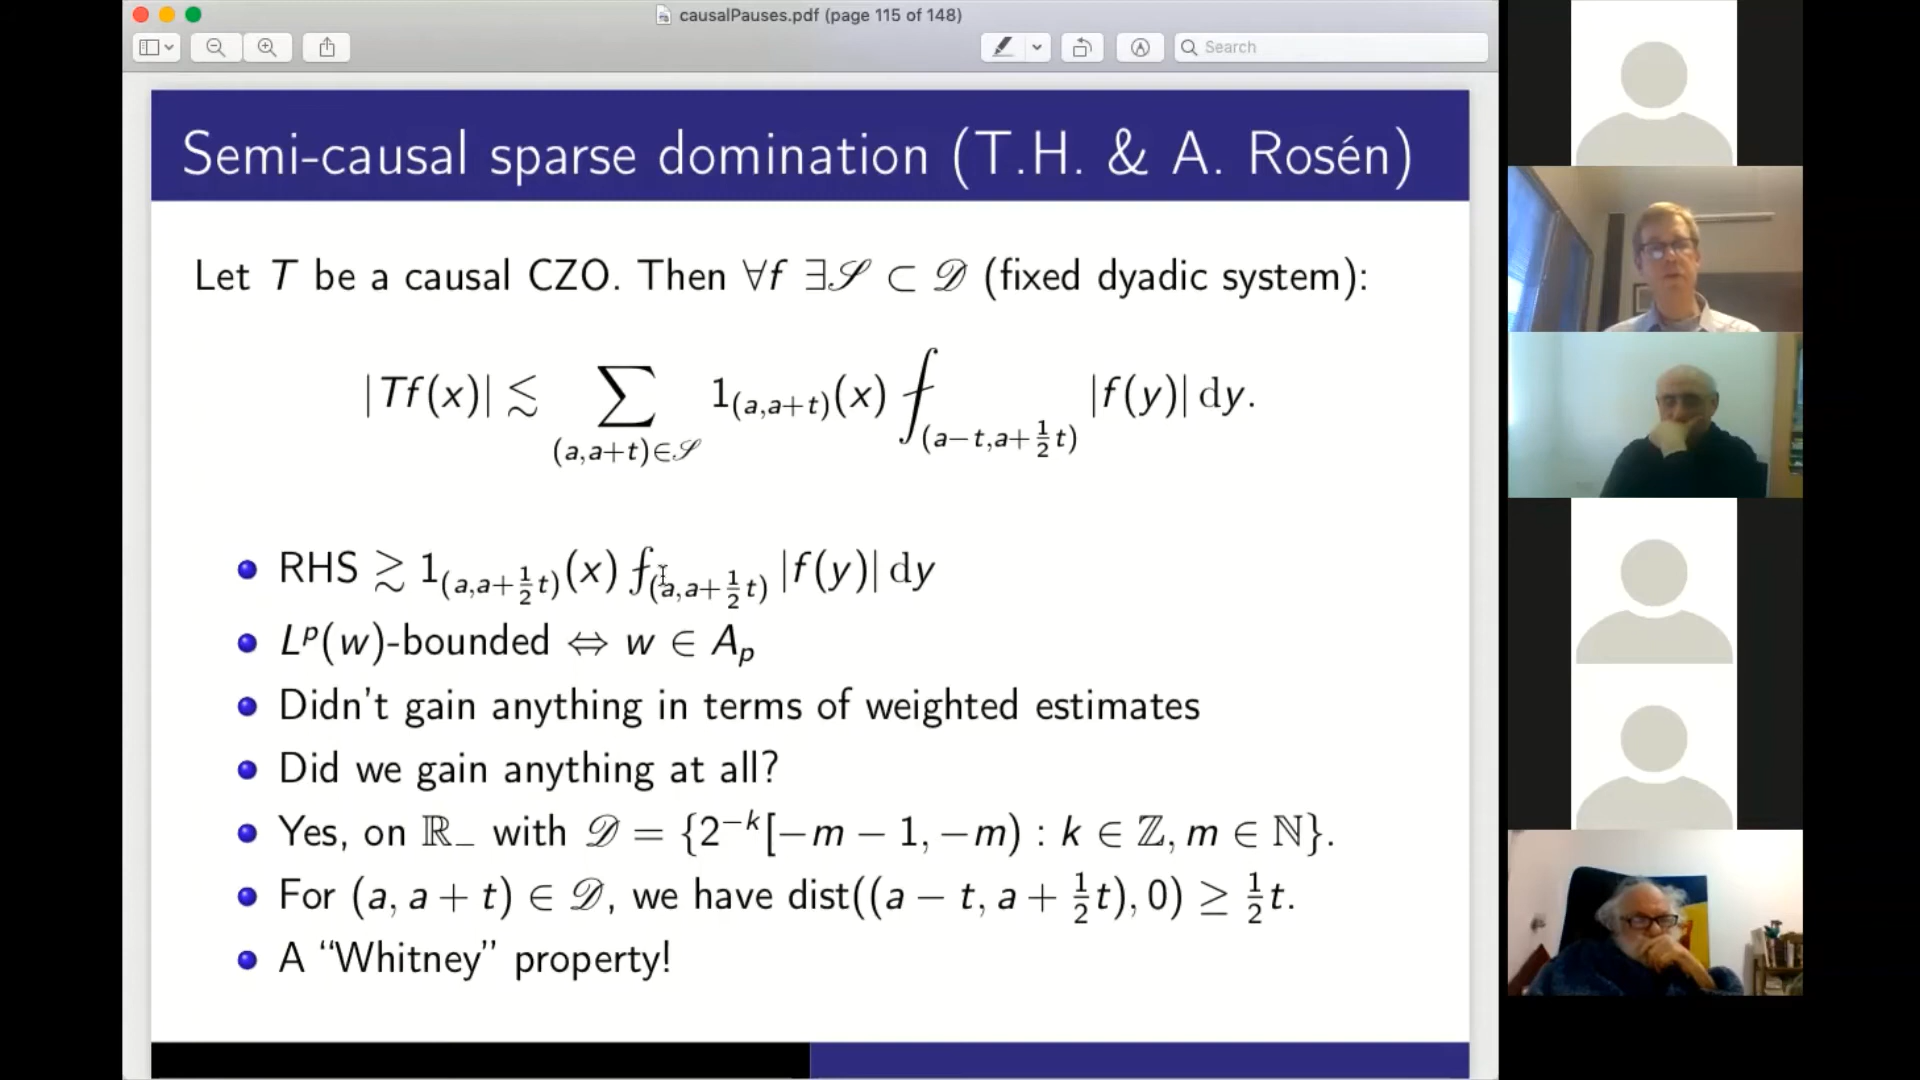 causalPauses.pdf (page 115 of 148)
Search
Semi-causal sparse domination (T.H. & A. Rosén)
Let T be a causal CZO. Then ∀f ∃𝒮 ⊂ 𝒟 (fixed dyadic system):
|Tf(x)| ≲ ∑_{(a,a+t)∈𝒮} 1_{(a,a+t)}(x) ⨍_{(a−t,a+½t)} |f(y)| dy.
RHS ≳ 1_{(a,a+½t)}(x) ⨍_{(a,a+½t)} |f(y)| dy
L^p(w)-bounded ⇔ w ∈ A_p
Didn't gain anything in terms of weighted estimates
Did we gain anything at all?
Yes, on ℝ_− with 𝒟 = {2^{−k}[−m − 1, −m) : k ∈ ℤ, m ∈ ℕ}.
For (a, a + t) ∈ 𝒟, we have dist((a − t, a + ½t), 0) ≥ ½t.
A “Whitney” property!